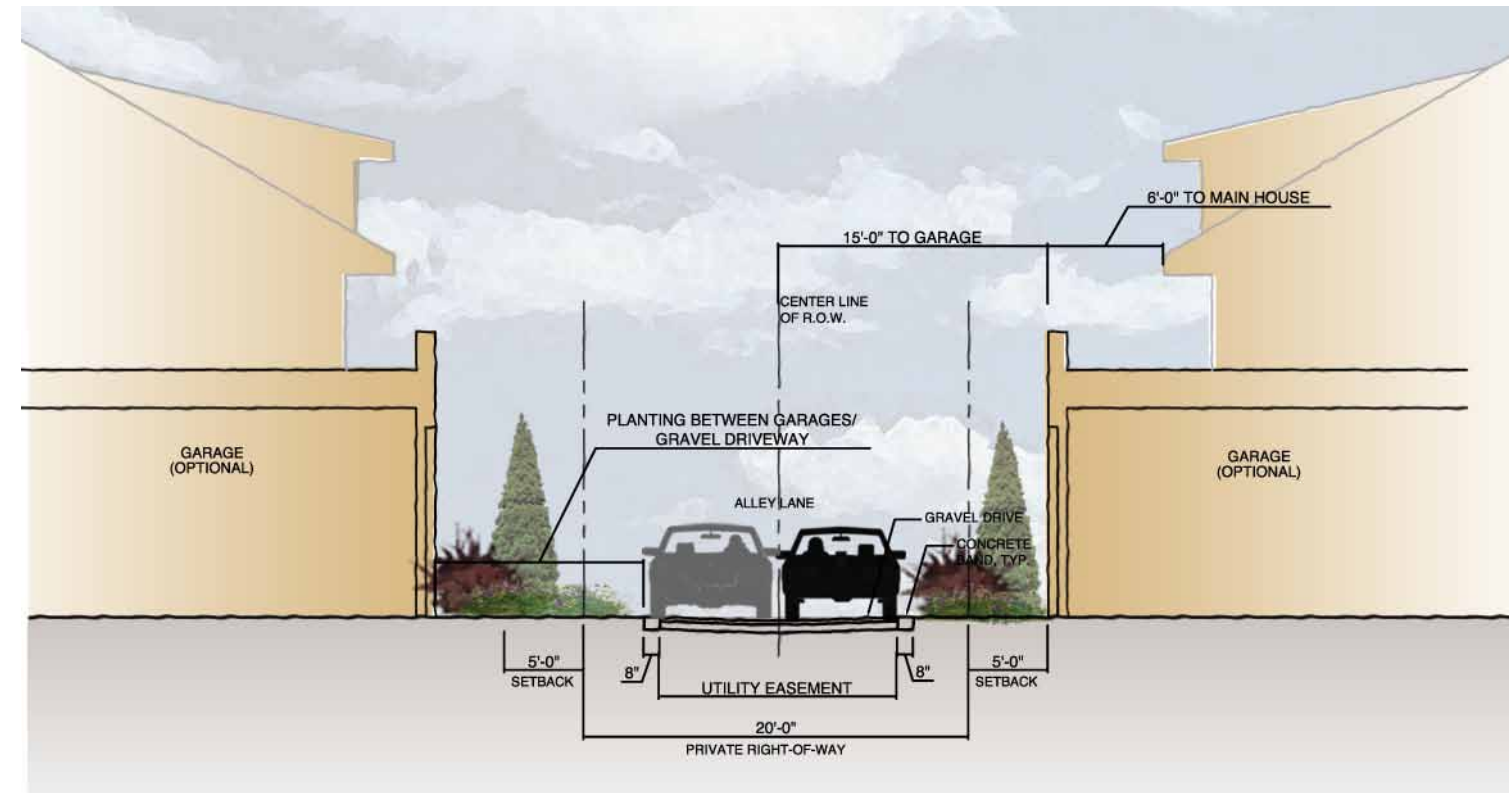 6'-0" TO MAIN HOUSE
15'-0" TO GARAGE
CENTER LINE
OF R.O.W.
PLANTING BETWEEN GARAGES/
GRAVEL DRIVEWAY
GARAGE
(OPTIONAL)
GARAGE
(OPTIONAL)
ALLEY LANE
GRAVEL DRIVE
CONCRETE
BAND, TYP.
5'-0"
SETBACK
8"
UTILITY EASEMENT
8"
5'-0"
SETBACK
20'-0"
PRIVATE RIGHT-OF-WAY